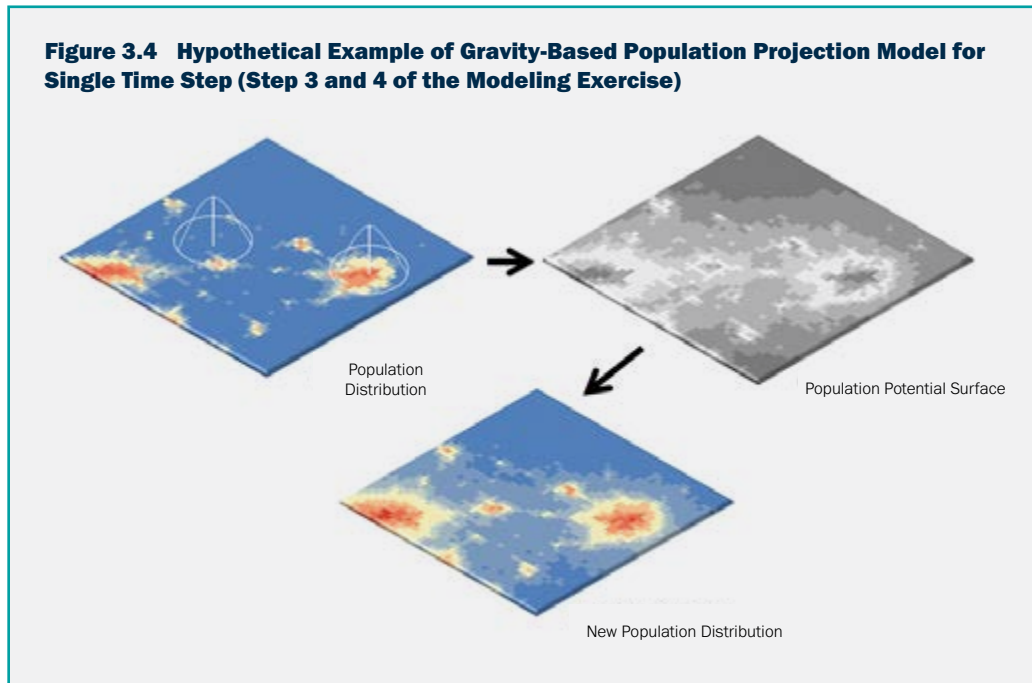 Figure 3.4 Hypothetical Example of Gravity-Based Population Projection Model for
Single Time Step (Step 3 and 4 of the Modeling Exercise)
Population
Distribution
Population Potential Surface
New Population Distribution